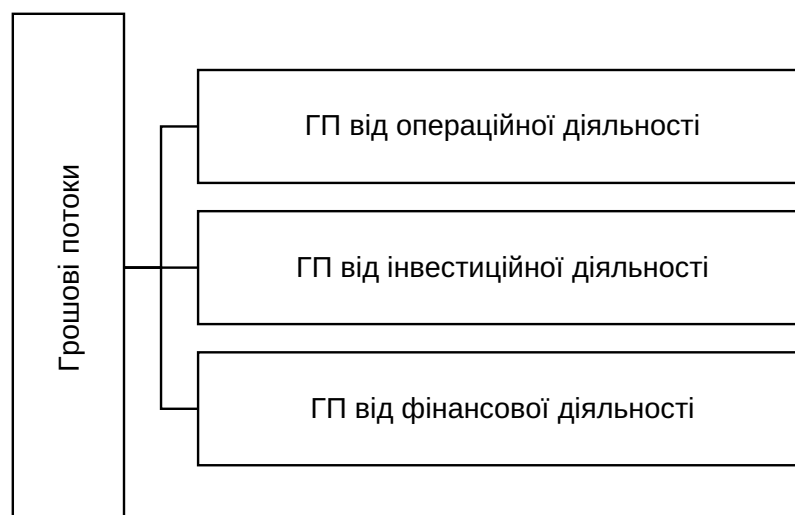 Грошові потоки
ГП від операційної діяльності
ГП від інвестиційної діяльності
ГП від фінансової діяльності